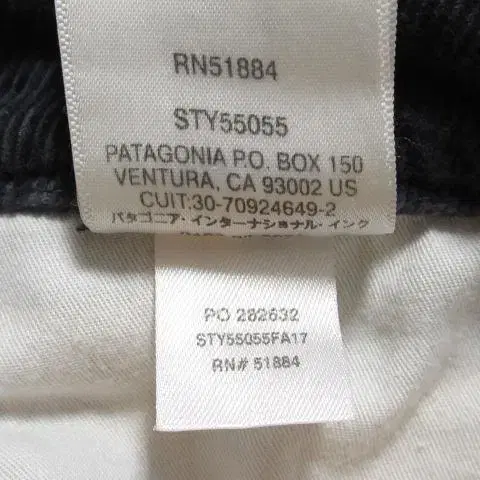 RN51884
STY55055
PATAGONIA P.O. BOX 150
VENTURA, CA 93002 US
CUIT:30-70924649-2
パタゴニア・インターナショナル・インク
PO 282632
STY55055FA17
RN# 51884